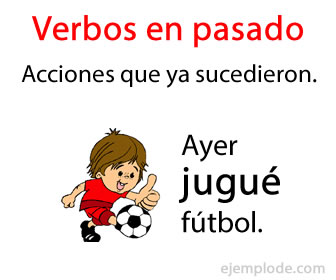 Verbos en pasado
Acciones que ya sucedieron.
Ayer
jugué
fútbol.
ejemplode.com